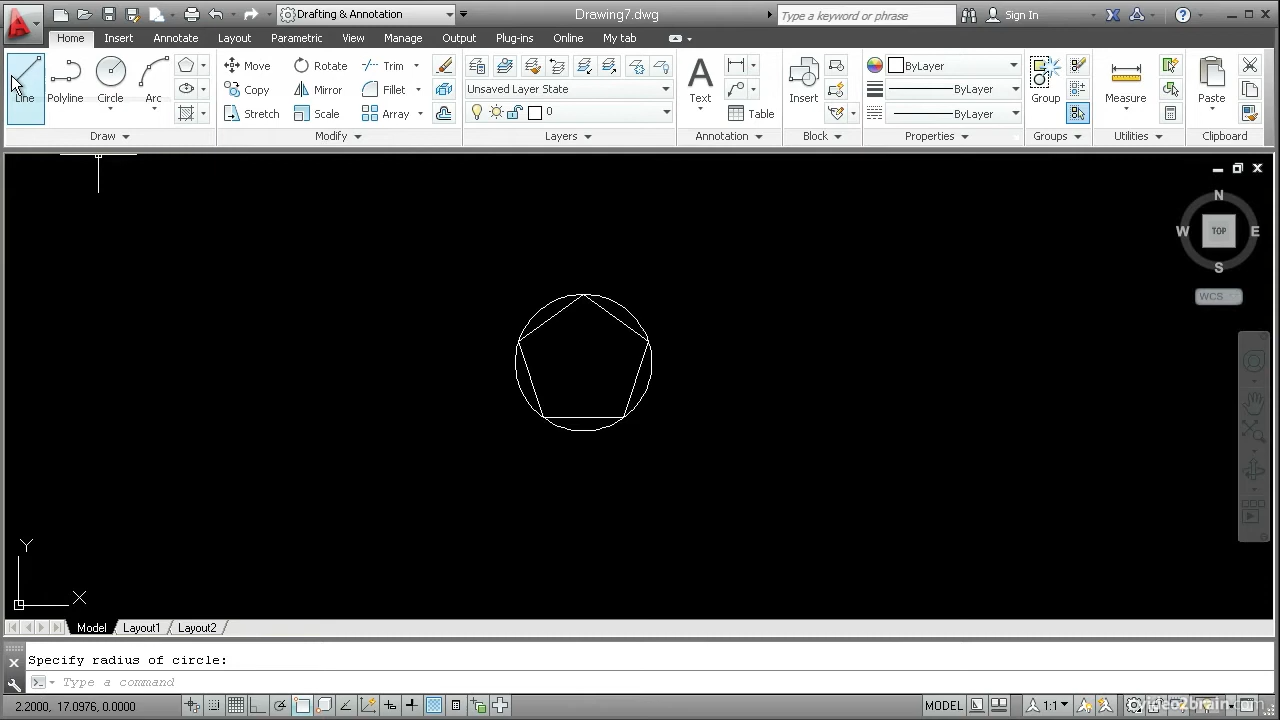 Drafting & Annotation
Drawing7.dwg
Type a keyword or phrase
Sign In
Home Insert Annotate Layout Parametric View Manage Output Plug-ins Online My tab
Line
Polyline
Circle
Arc
Draw
Move Rotate Trim
Copy Mirror Fillet
Stretch Scale Array
Modify
Unsaved Layer State
0
Layers
Text
Table
Annotation
Insert
Block
ByLayer
ByLayer
ByLayer
Properties
Group
Groups
Measure
Utilities
Paste
Clipboard
N
W TOP E
S
WCS
Y
X
Model Layout1 Layout2
Specify radius of circle:
Type a command
2.2000, 17.0976, 0.0000
MODEL
A 1:1
video2brain.com